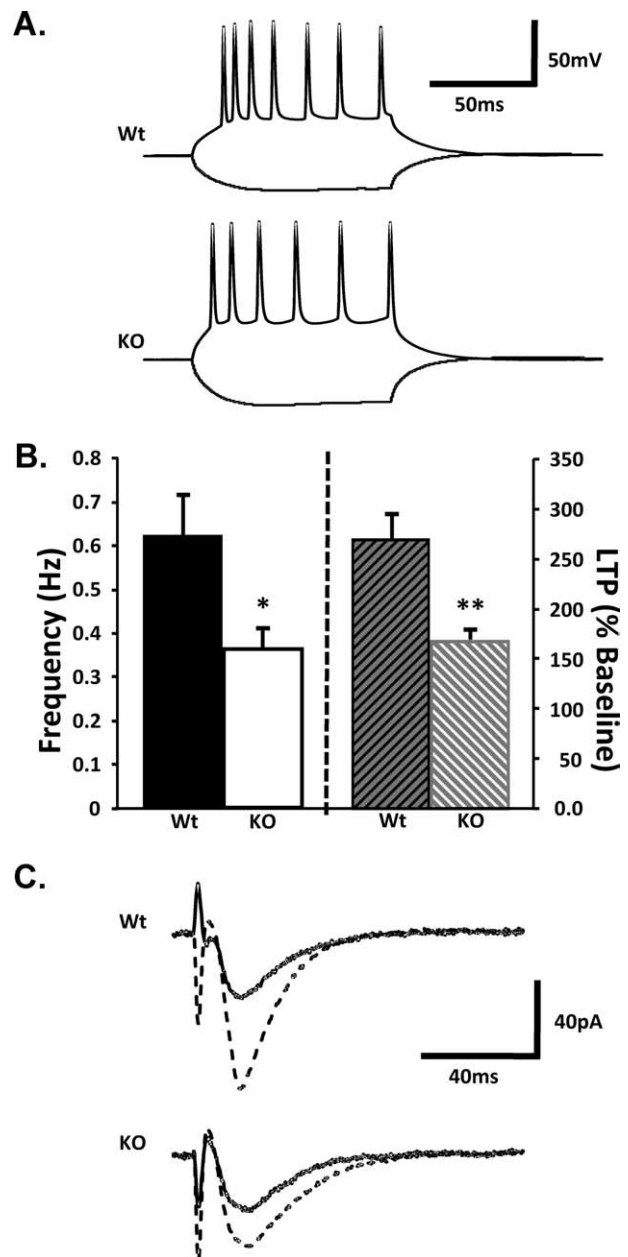 A.
50mV
50ms
Wt
KO
B.
Frequency (Hz)
0.8
0.7
0.6
0.5
0.4
0.3
0.2
0.1
0
*
**
Wt
KO
Wt
KO
350
300
250
200
150
100
50
0.0
LTP (% Baseline)
C.
Wt
40pA
40ms
KO